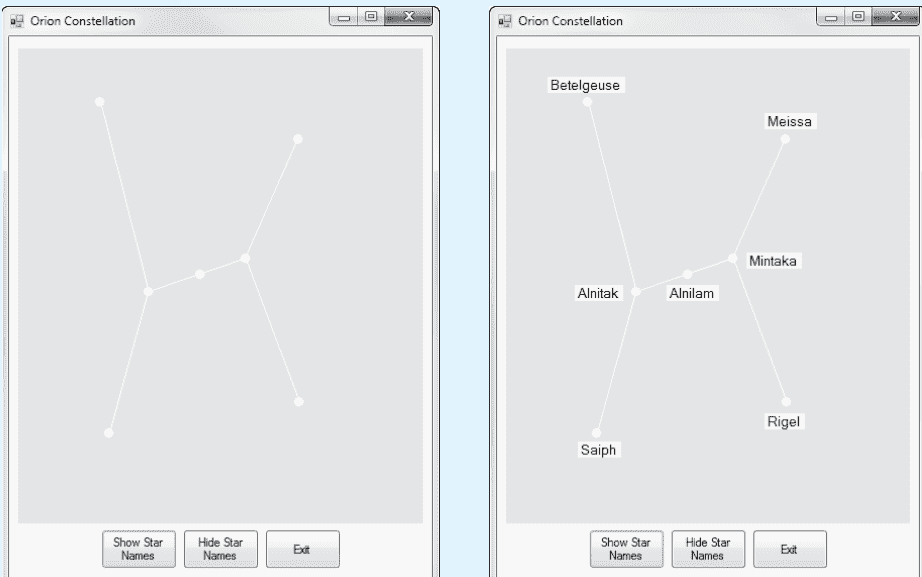 Orion Constellation
Show Star
Names
Hide Star
Names
Exit
Orion Constellation
Betelgeuse
Meissa
Mintaka
Alnitak
Alnilam
Rigel
Saiph
Show Star
Names
Hide Star
Names
Exit